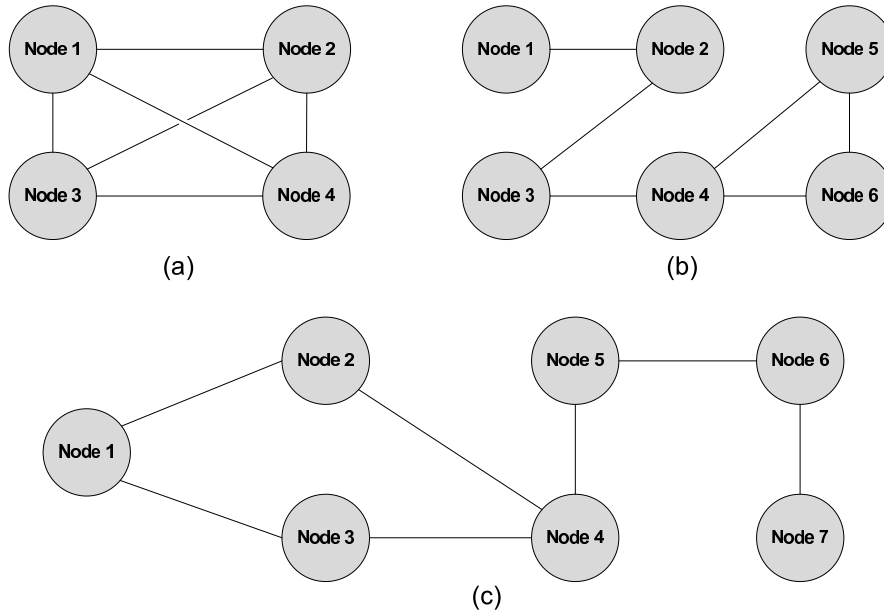 Node 1
Node 2
Node 3
Node 4
(a)
Node 1
Node 2
Node 5
Node 3
Node 4
Node 6
(b)
Node 2
Node 5
Node 6
Node 1
Node 3
Node 4
Node 7
(c)